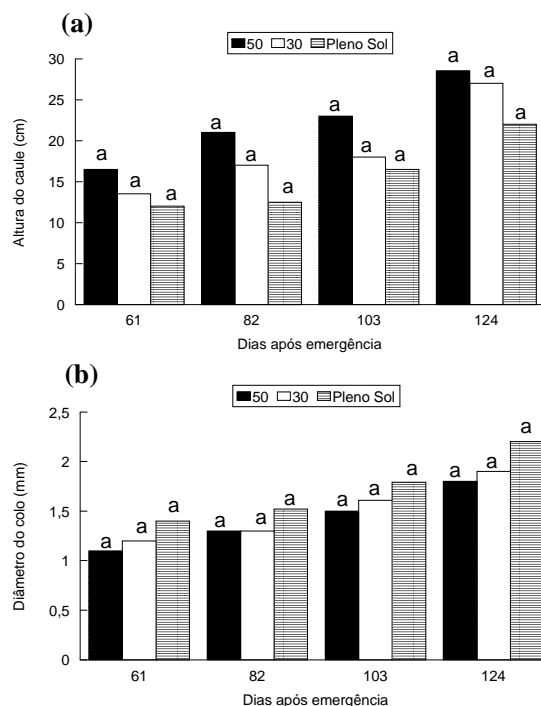 (a)
50 30 Pleno Sol
30
25
20
15
10
5
0
Altura do caule (cm)
a a a a a a a a a a a a
61 82 103 124
Dias após emergência
(b)
50 30 Pleno Sol
2,5
2
1,5
1
0,5
0
Diâmetro do colo (mm)
a a a a a a a a a a a a
61 82 103 124
Dias após emergência